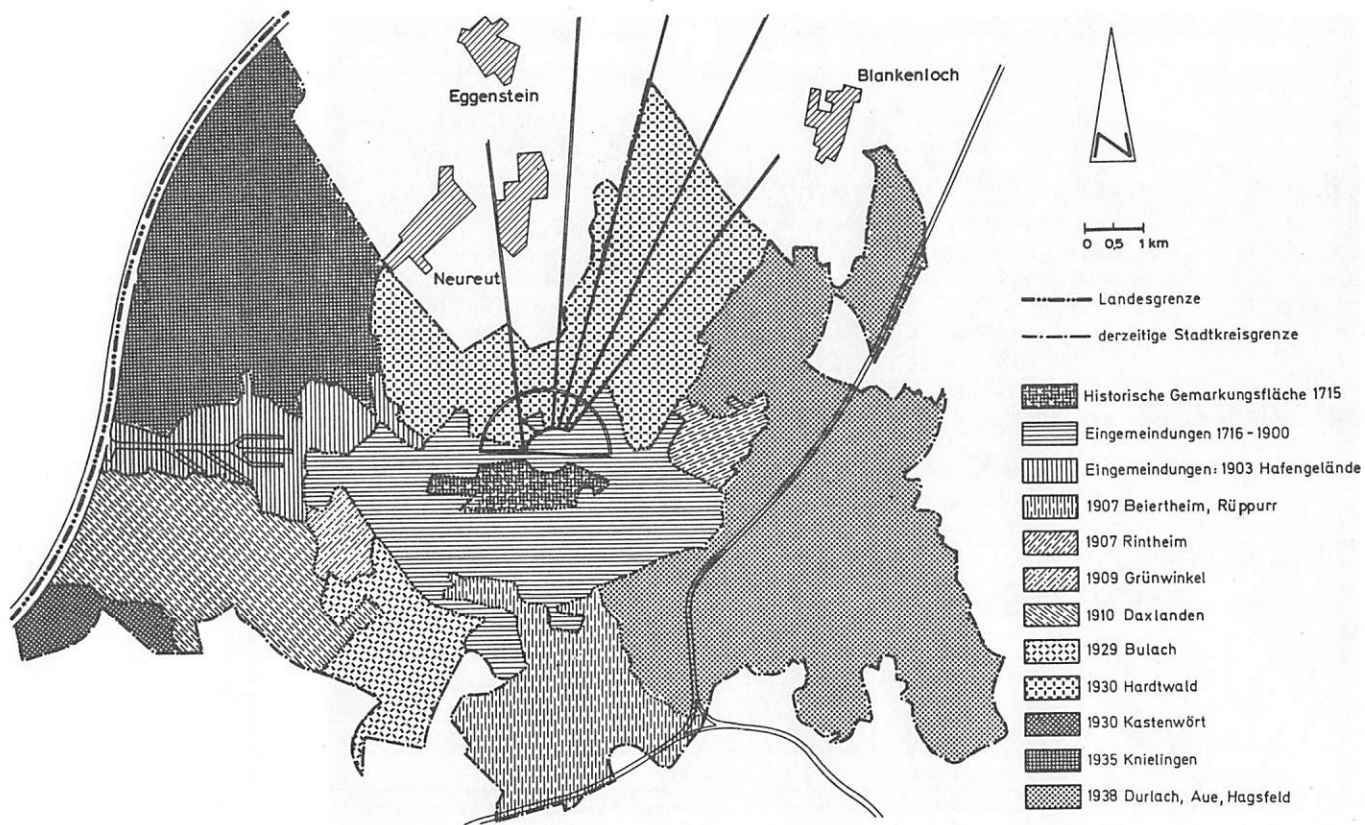 Eggenstein
Blankenloch
Neureut
N
0 0,5 1 km
Landesgrenze
derzeitige Stadtkreisgrenze
Historische Gemarkungsfläche 1715
Eingemeindungen 1716 - 1900
Eingemeindungen: 1903 Hafengelände
1907 Beiertheim, Rüppurr
1907 Rintheim
1909 Grünwinkel
1910 Daxlanden
1929 Bulach
1930 Hardtwald
1930 Kastenwört
1935 Knielingen
1938 Durlach, Aue, Hagsfeld